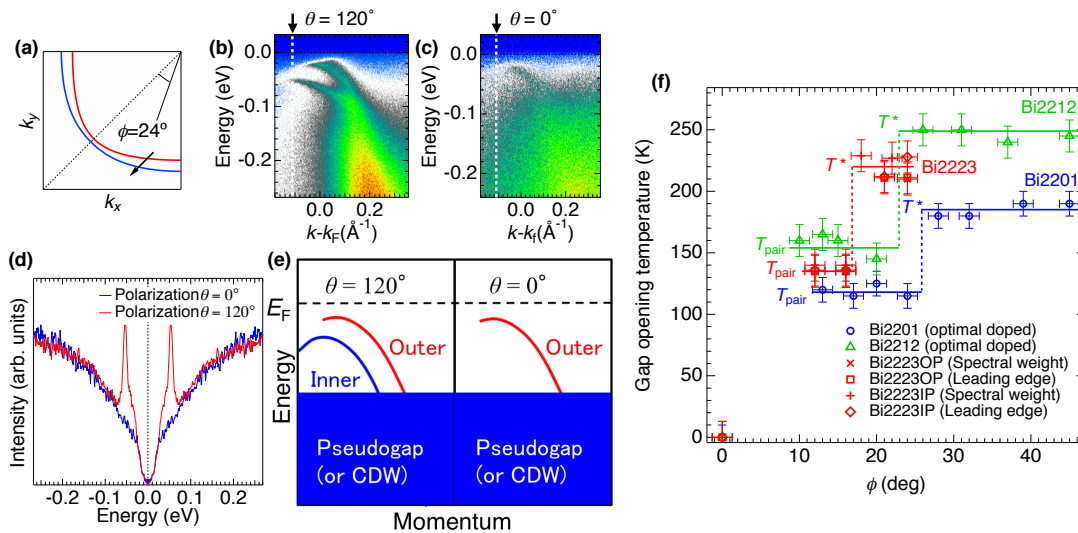 (a)
ϕ=24°
k_y
k_x
(b)
θ = 120°
Energy (eV)
0.0
-0.1
-0.2
0.0
0.2
k-k_F(Å⁻¹)
(c)
θ = 0°
Energy (eV)
0.0
-0.1
-0.2
0.0
0.2
k-k_f(Å⁻¹)
(d)
Polarization θ = 0°
Polarization θ = 120°
Intensity (arb. units)
-0.2 -0.1 0.0 0.1 0.2
Energy (eV)
(e)
θ = 120°
θ = 0°
E_F
Outer
Inner
Outer
Energy
Pseudogap
(or CDW)
Pseudogap
(or CDW)
Momentum
(f)
Gap opening temperature (K)
250
200
150
100
50
0
Bi2212
T*
T*
Bi2223
Bi2201
T*
T_pair
T_pair
T_pair
Bi2201 (optimal doped)
Bi2212 (optimal doped)
Bi2223OP (Spectral weight)
Bi2223OP (Leading edge)
Bi2223IP (Spectral weight)
Bi2223IP (Leading edge)
0 10 20 30 40
ϕ (deg)